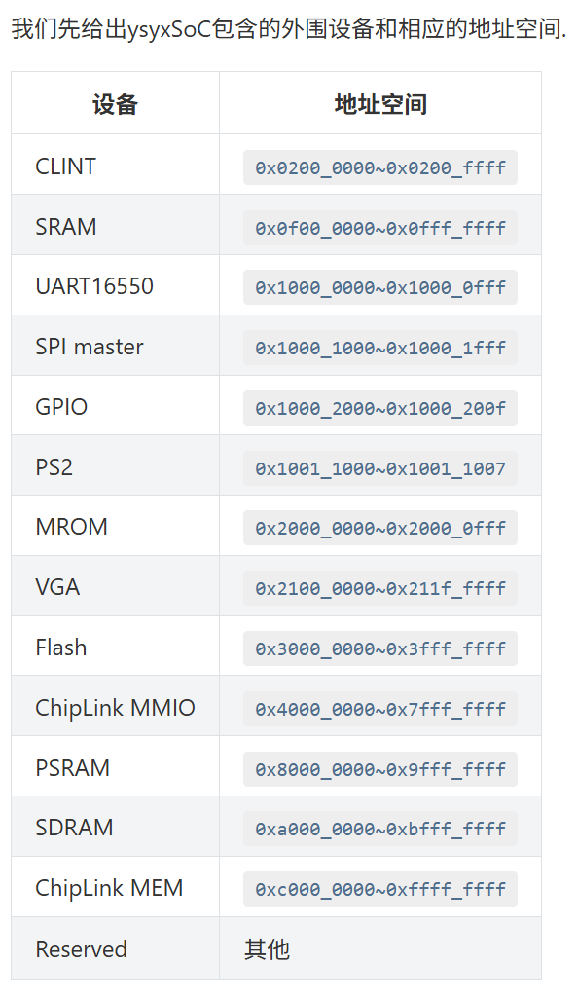 我们先给出ysyxSoC包含的外围设备和相应的地址空间.
设备 地址空间
CLINT 0x0200_0000~0x0200_ffff
SRAM 0x0f00_0000~0x0fff_ffff
UART16550 0x1000_0000~0x1000_0fff
SPI master 0x1000_1000~0x1000_1fff
GPIO 0x1000_2000~0x1000_200f
PS2 0x1001_1000~0x1001_1007
MROM 0x2000_0000~0x2000_0fff
VGA 0x2100_0000~0x211f_ffff
Flash 0x3000_0000~0x3fff_ffff
ChipLink MMIO 0x4000_0000~0x7fff_ffff
PSRAM 0x8000_0000~0x9fff_ffff
SDRAM 0xa000_0000~0xbfff_ffff
ChipLink MEM 0xc000_0000~0xffff_ffff
Reserved 其他